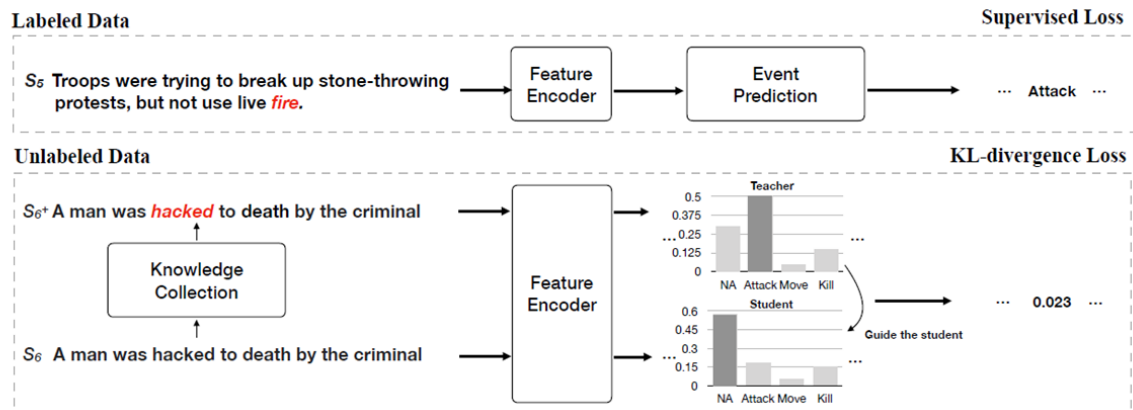 Labeled Data
Supervised Loss
S5 Troops were trying to break up stone-throwing
protests, but not use live fire.
Feature
Encoder
Event
Prediction
... Attack ...
Unlabeled Data
KL-divergence Loss
S6+ A man was hacked to death by the criminal
Knowledge
Collection
S6 A man was hacked to death by the criminal
Feature
Encoder
Teacher
0.5
0.375
0.25
0.125
0
... ...
NA Attack Move Kill
Student
0.6
0.45
0.3
0.15
0
... ...
NA Attack Move Kill
Guide the student
... 0.023 ...